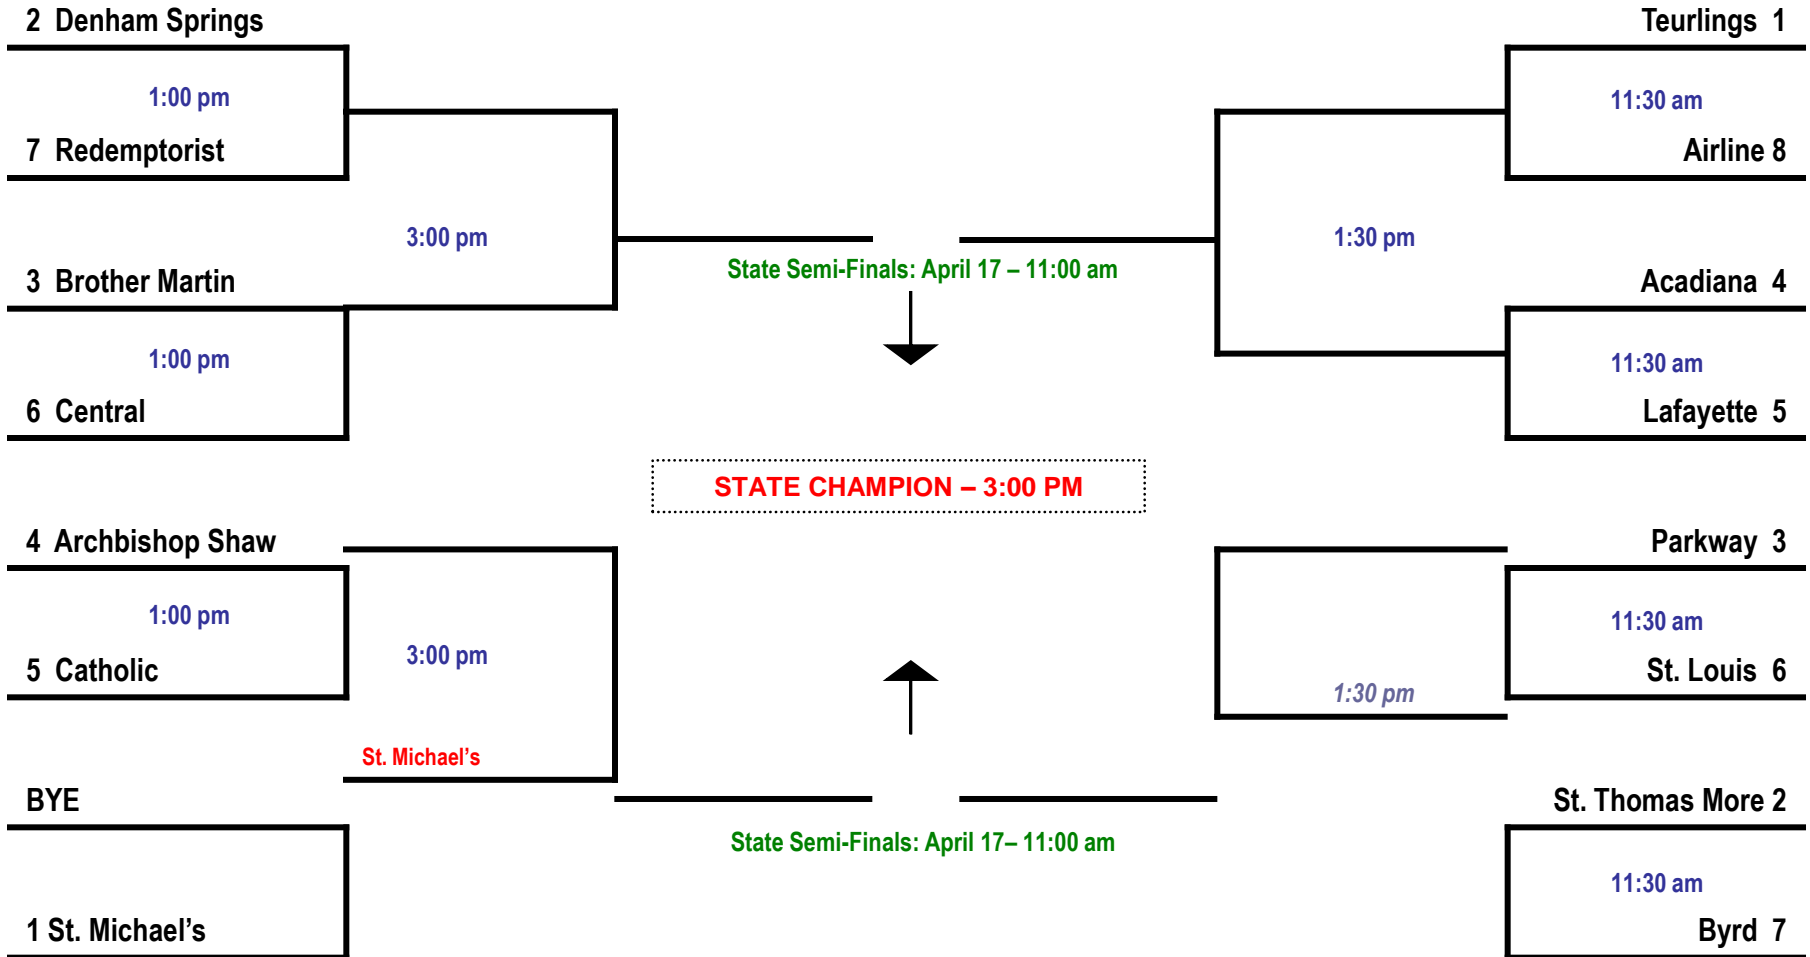 2 Denham Springs
1:00 pm
7 Redemptorist
3:00 pm
3 Brother Martin
1:00 pm
6 Central
4 Archbishop Shaw
1:00 pm
5 Catholic
3:00 pm
St. Michael’s
BYE
1 St. Michael’s
State Semi-Finals: April 17 – 11:00 am
STATE CHAMPION – 3:00 PM
State Semi-Finals: April 17– 11:00 am
Teurlings 1
11:30 am
Airline 8
1:30 pm
Acadiana 4
11:30 am
Lafayette 5
Parkway 3
11:30 am
St. Louis 6
1:30 pm
St. Thomas More 2
11:30 am
Byrd 7